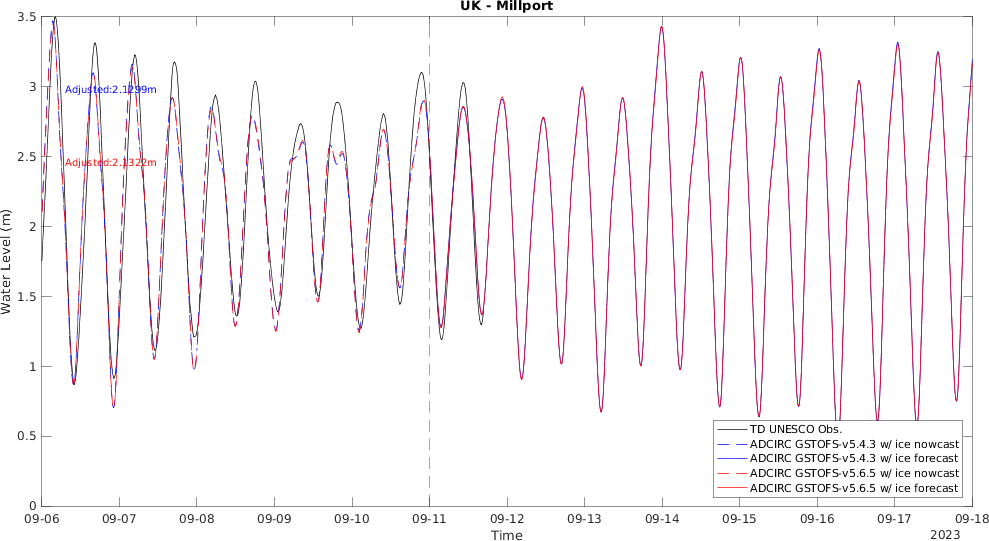 UK - Millport
3.5
3
2.5
2
1.5
1
0.5
0
Water Level (m)
Adjusted:2.1299m
Adjusted:2.1322m
TD UNESCO Obs.
ADCIRC GSTOFS-v5.4.3 w/ ice nowcast
ADCIRC GSTOFS-v5.4.3 w/ ice forecast
ADCIRC GSTOFS-v5.6.5 w/ ice nowcast
ADCIRC GSTOFS-v5.6.5 w/ ice forecast
09-06 09-07 09-08 09-09 09-10 09-11 09-12 09-13 09-14 09-15 09-16 09-17 09-18
Time
2023